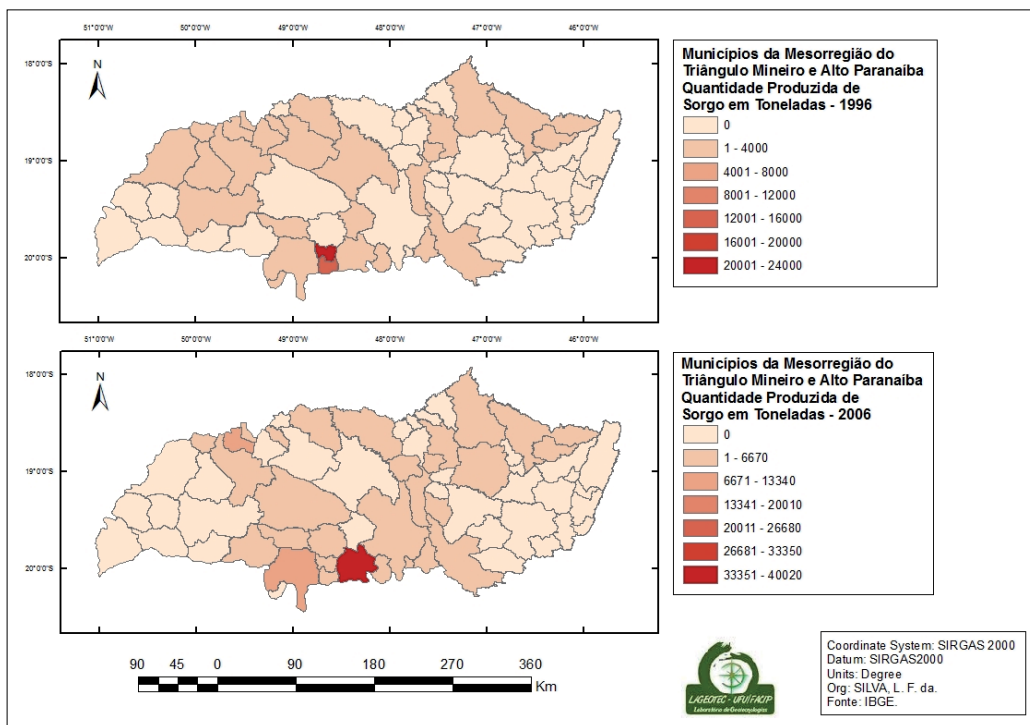 51°0'0"W 50°0'0"W 49°0'0"W 48°0'0"W 47°0'0"W 46°0'0"W
18°0'0"S
19°0'0"S
20°0'0"S
N
Municípios da Mesorregião do
Triângulo Mineiro e Alto Paranaíba
Quantidade Produzida de
Sorgo em Toneladas - 1996
0
1 - 4000
4001 - 8000
8001 - 12000
12001 - 16000
16001 - 20000
20001 - 24000
51°0'0"W 50°0'0"W 49°0'0"W 48°0'0"W 47°0'0"W 46°0'0"W
18°0'0"S
19°0'0"S
20°0'0"S
N
Municípios da Mesorregião do
Triângulo Mineiro e Alto Paranaíba
Quantidade Produzida de
Sorgo em Toneladas - 2006
0
1 - 6670
6671 - 13340
13341 - 20010
20011 - 26680
26681 - 33350
33351 - 40020
90 45 0 90 180 270 360
Km
LAGEOTEC - UFU/FACIP
Laboratório de Geotecnologias
Coordinate System: SIRGAS 2000
Datum: SIRGAS2000
Units: Degree
Org: SILVA, L. F. da.
Fonte: IBGE.